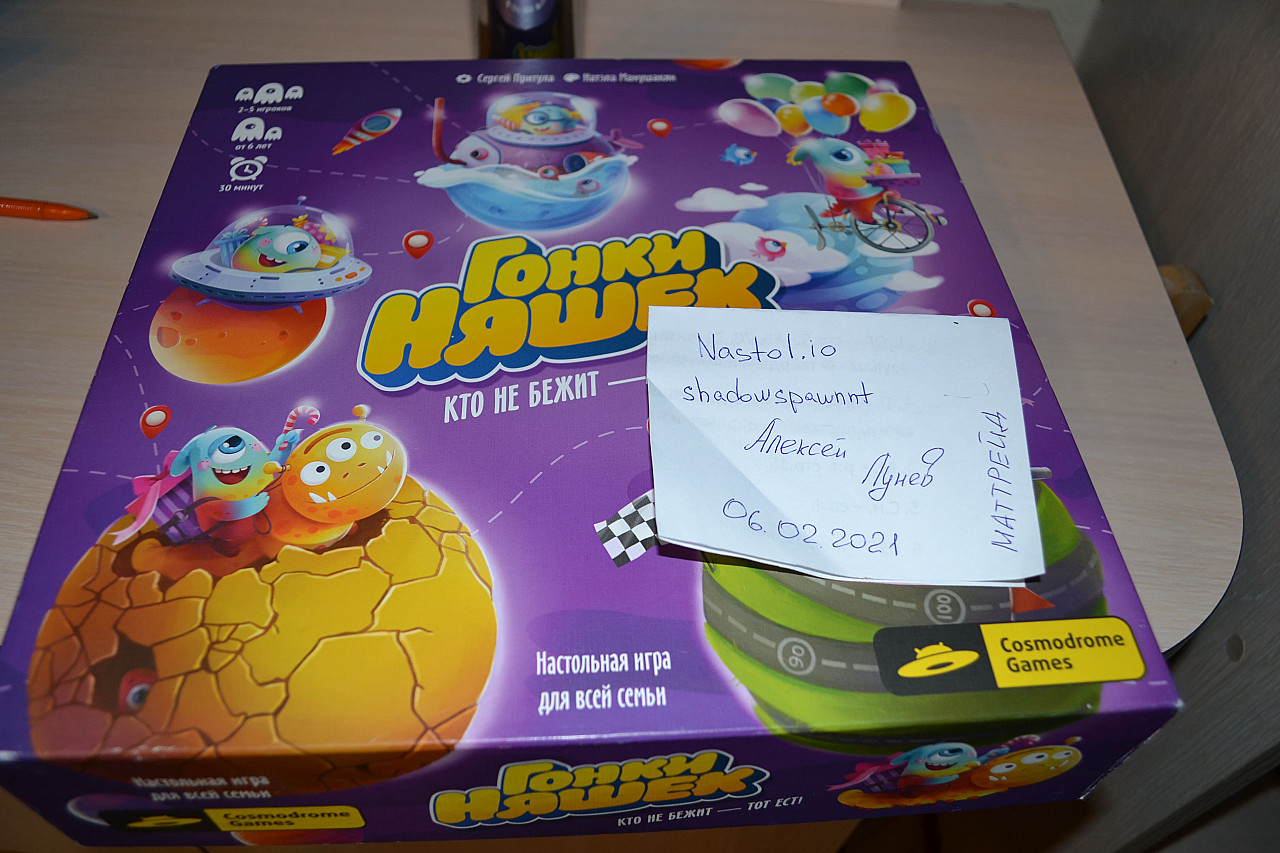 Сергей Притула Натэла Манушакян
2-5 игроков
от 6 лет
30 минут
ГОНКИ
НЯШЕК
КТО НЕ БЕЖИТ —
Nastol.io
shadowspawnnt
Алексей
Лунёв
06.02.2021
МАТТРЕЙД
100
90
Cosmodrome
Games
Настольная игра
для всей семьи
Настольная игра
для всей семьи
Cosmodrome
Games
ГОНКИ
НЯШЕК
КТО НЕ БЕЖИТ — ТОТ ЕСТ!